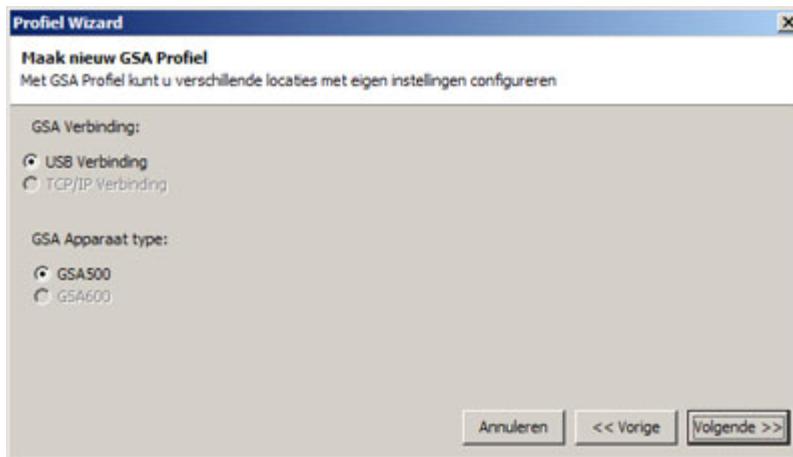 Profiel Wizard
Maak nieuw GSA Profiel
Met GSA Profiel kunt u verschillende locaties met eigen instellingen configureren
GSA Verbinding:
USB Verbinding
TCP/IP Verbinding
GSA Apparaat type:
GSA500
GSA600
Annuleren << Vorige Volgende >>